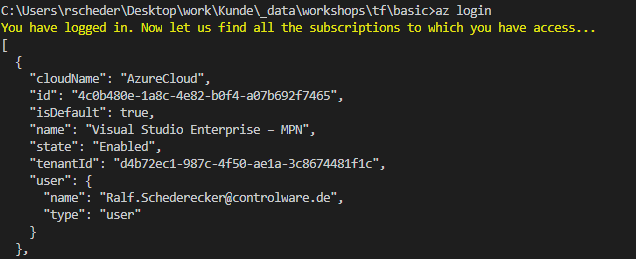 C:\Users\rscheder\Desktop\work\Kunde\_data\workshops\tf\basic>az login
You have logged in. Now let us find all the subscriptions to which you have access...
[
  {
    "cloudName": "AzureCloud",
    "id": "4c0b480e-1a8c-4e82-b0f4-a07b692f7465",
    "isDefault": true,
    "name": "Visual Studio Enterprise – MPN",
    "state": "Enabled",
    "tenantId": "d4b72ec1-987c-4f50-ae1a-3c8674481f1c",
    "user": {
      "name": "Ralf.Schederecker@controlware.de",
      "type": "user"
    }
  },